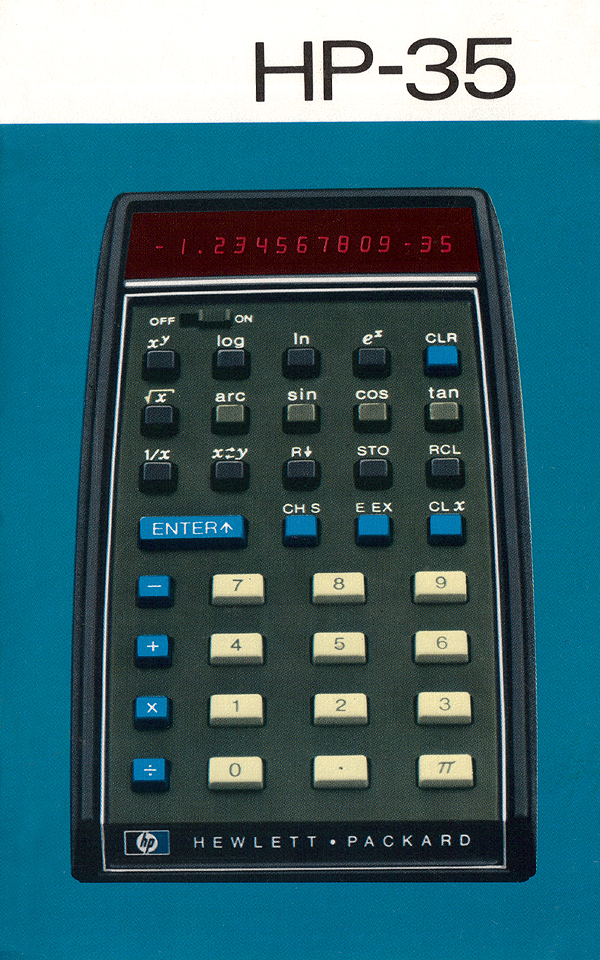 HP-35
-1.234567809-35
OFF ON
xʸ log ln eˣ CLR
√x arc sin cos tan
1/x x⇄y R↓ STO RCL
ENTER↑ CH S E EX CL x
− 7 8 9
+ 4 5 6
× 1 2 3
÷ 0 · π
hp HEWLETT • PACKARD